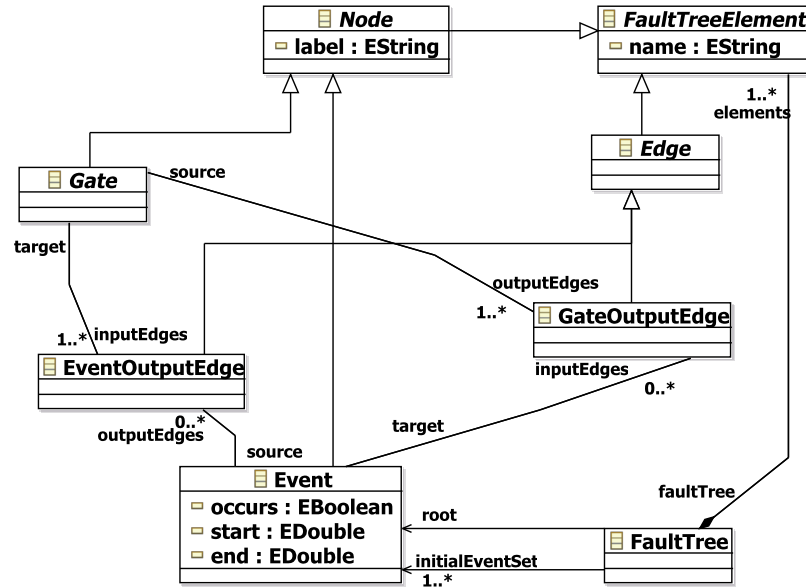 Node
label : EString
FaultTreeElement
name : EString
1..*
elements
Edge
Gate
source
target
outputEdges
1..*
GateOutputEdge
inputEdges
1..*
EventOutputEdge
inputEdges
0..*
0..*
outputEdges
target
source
Event
occurs : EBoolean
start : EDouble
end : EDouble
faultTree
root
FaultTree
initialEventSet
1..*